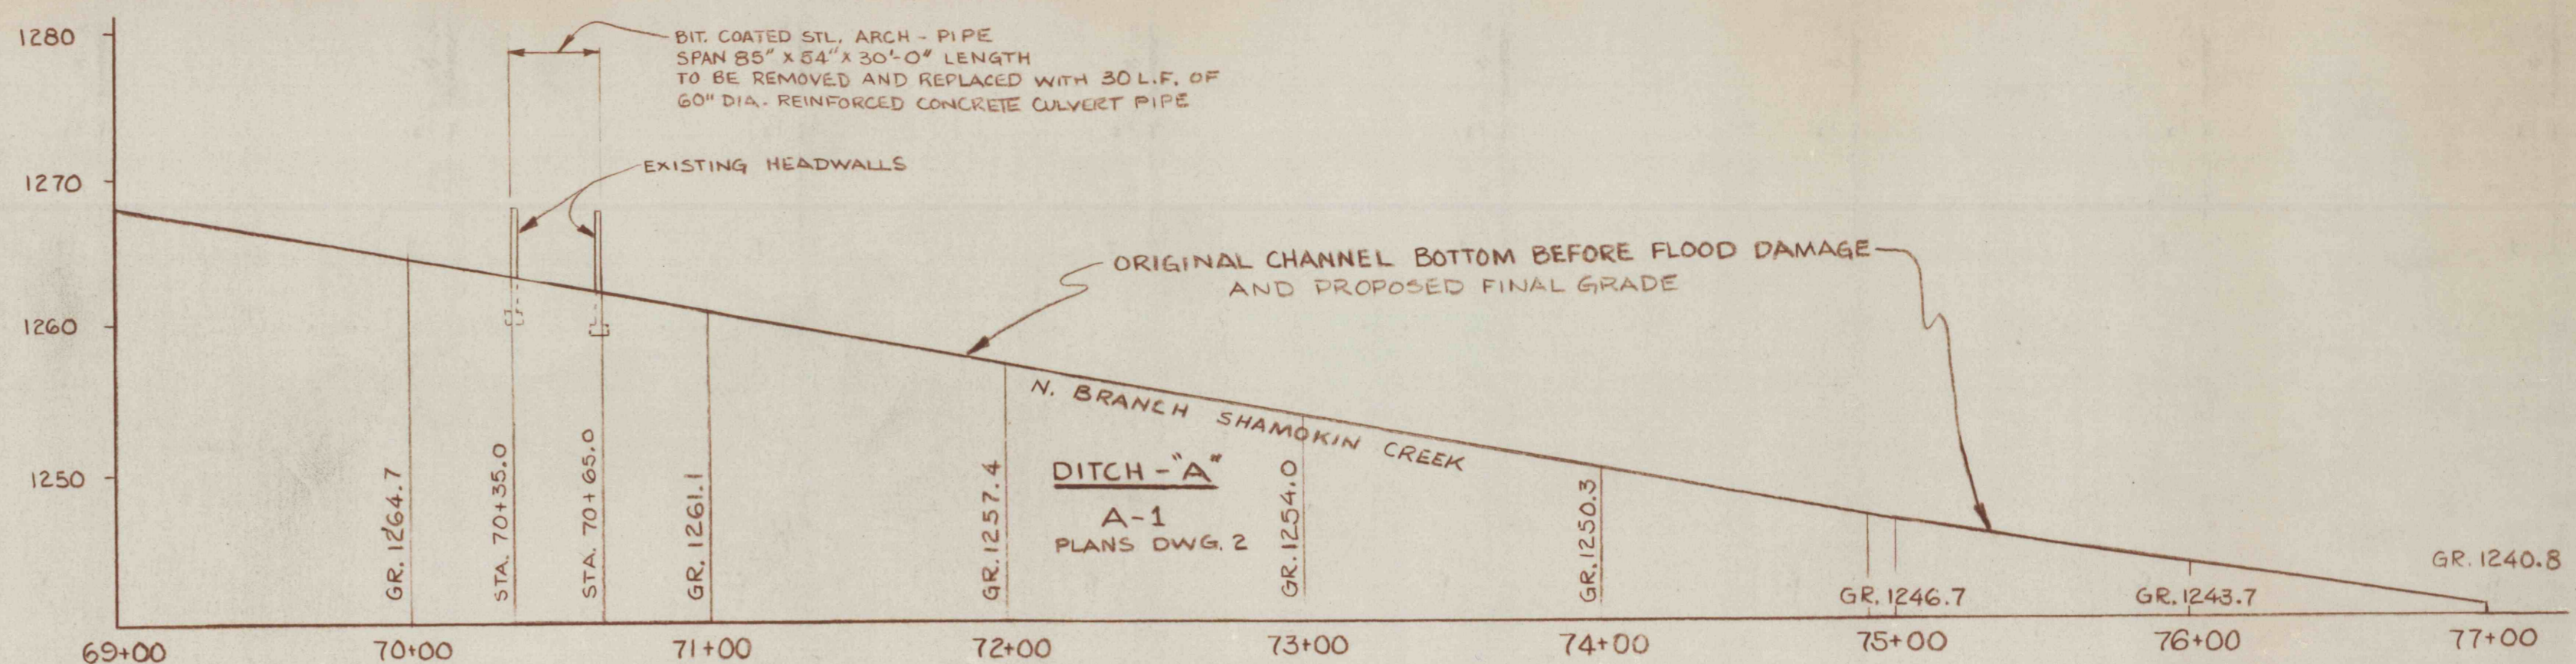 1280
1270
1260
1250
BIT. COATED STL. ARCH - PIPE
SPAN 85" X 54" X 30'-0" LENGTH
TO BE REMOVED AND REPLACED WITH 30 L.F. OF
60" DIA. REINFORCED CONCRETE CULVERT PIPE
EXISTING HEADWALLS
ORIGINAL CHANNEL BOTTOM BEFORE FLOOD DAMAGE
AND PROPOSED FINAL GRADE
N. BRANCH SHAMOKIN CREEK
DITCH - "A"
A-1
PLANS DWG. 2
GR. 1264.7
STA. 70+35.0
STA. 70+65.0
GR. 1261.1
GR. 1257.4
GR. 1254.0
GR. 1250.3
GR. 1246.7
GR. 1243.7
GR. 1240.8
69+00
70+00
71+00
72+00
73+00
74+00
75+00
76+00
77+00